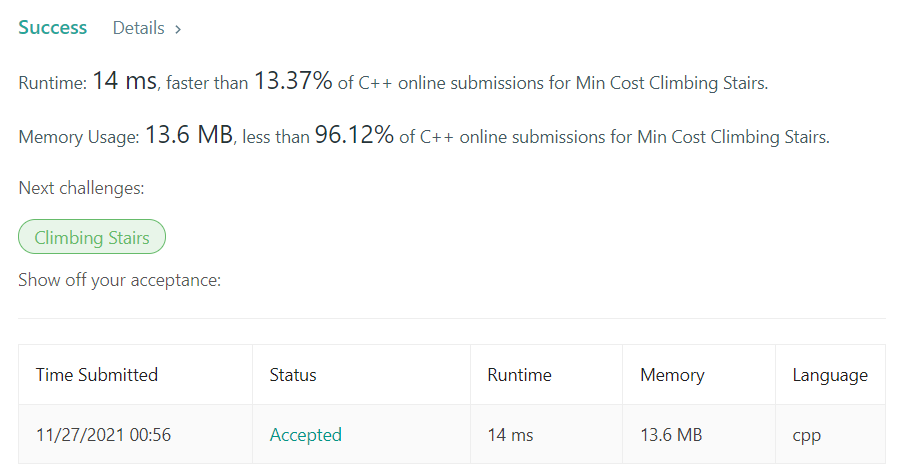 Success Details >
Runtime: 14 ms, faster than 13.37% of C++ online submissions for Min Cost Climbing Stairs.
Memory Usage: 13.6 MB, less than 96.12% of C++ online submissions for Min Cost Climbing Stairs.
Next challenges:
Climbing Stairs
Show off your acceptance:
Time Submitted Status Runtime Memory Language
11/27/2021 00:56 Accepted 14 ms 13.6 MB cpp